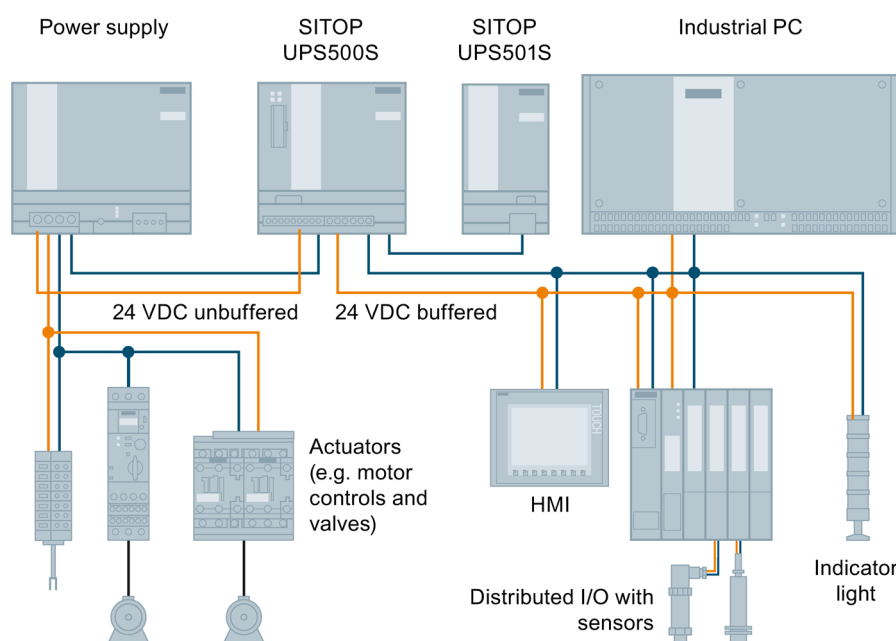 Power supply
SITOP
UPS500S
SITOP
UPS501S
Industrial PC
24 VDC unbuffered
24 VDC buffered
TOUCH
Actuators
(e.g. motor
controls and
valves)
HMI
Distributed I/O with
sensors
Indicator
light